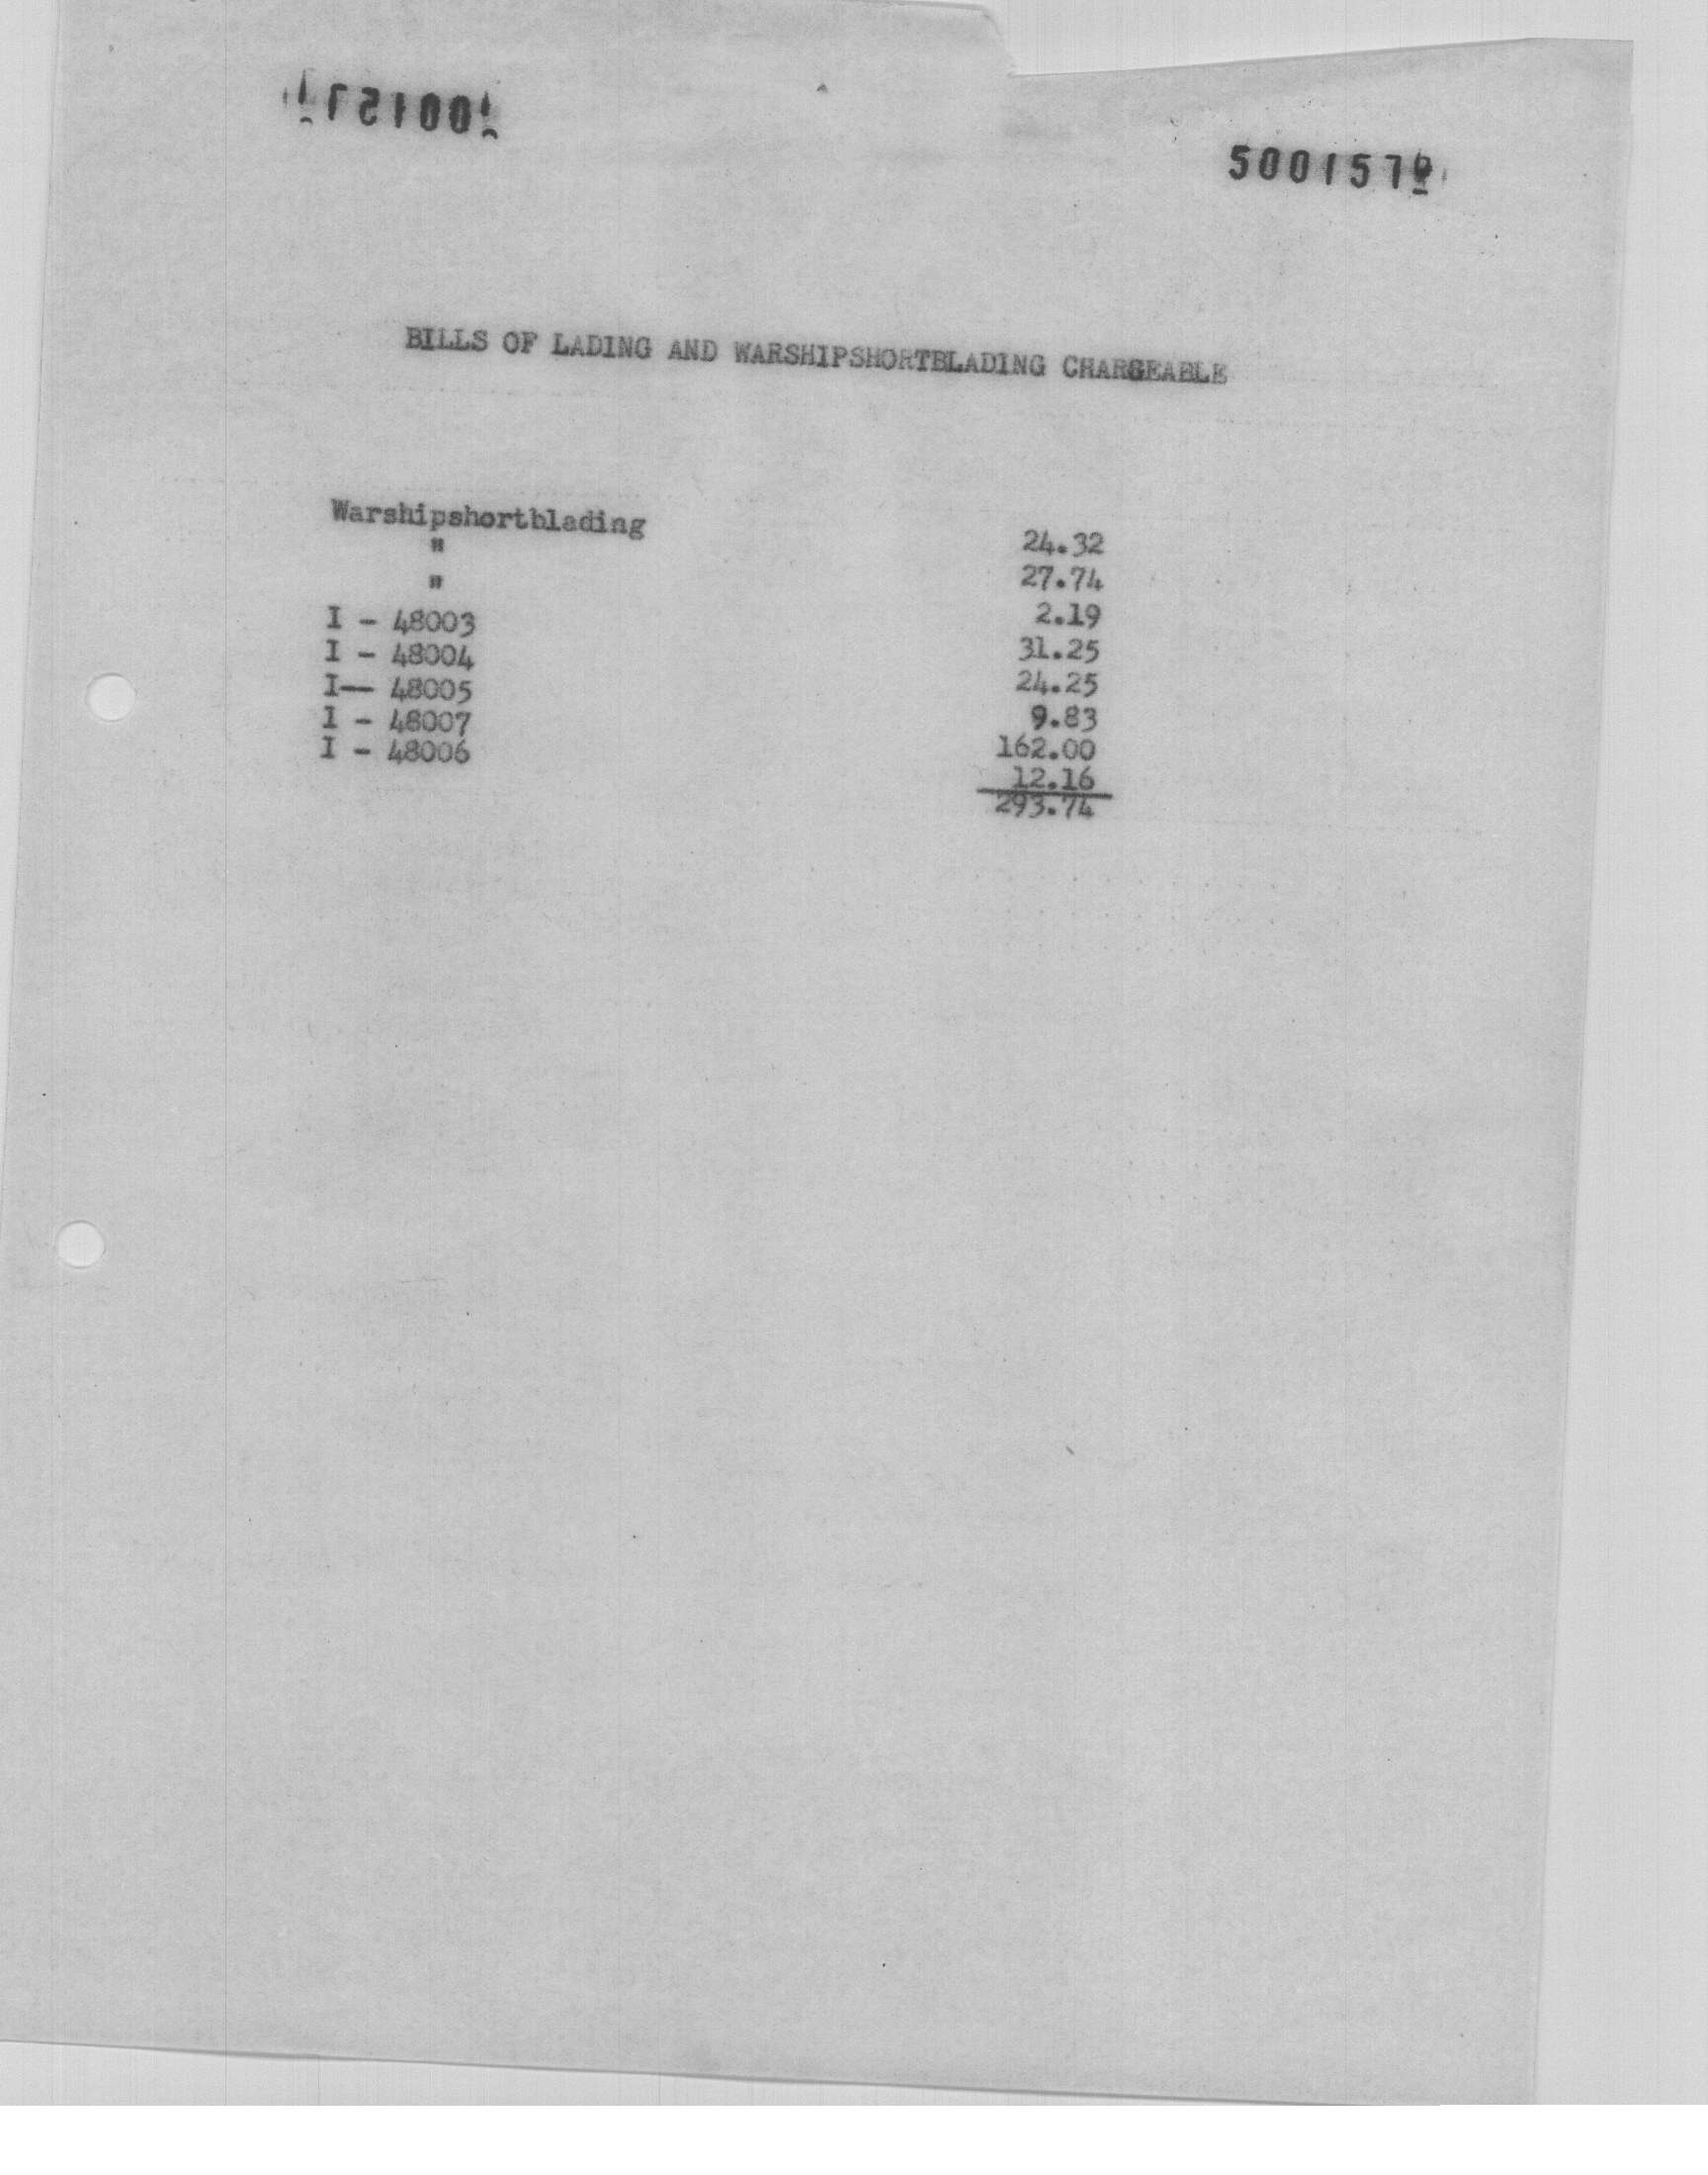 BILLS OF LADING AND WARSHIPSHORTBLADING CHARGEABLE
Warshipshortblading 24.32
" 27.74
" 2.19
I - 48003 31.25
I - 48004 24.25
I-- 48005 9.83
1 - 48007 162.00
I - 48006 12.16
293.74